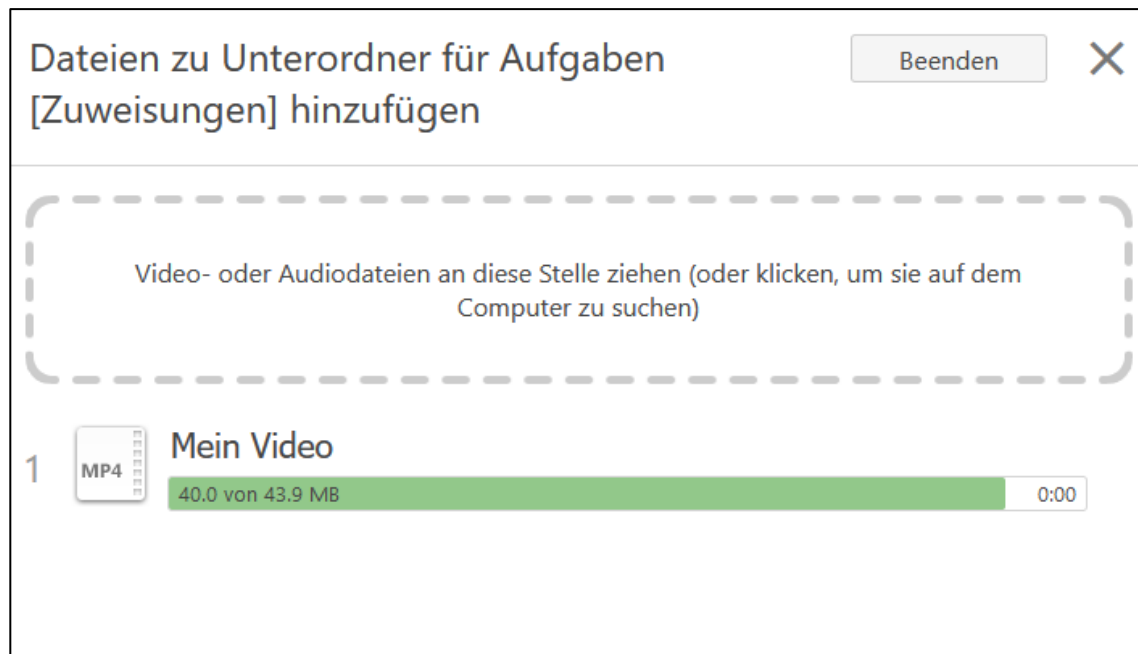 Dateien zu Unterordner für Aufgaben
[Zuweisungen] hinzufügen
Beenden
Video- oder Audiodateien an diese Stelle ziehen (oder klicken, um sie auf dem
Computer zu suchen)
1
MP4
Mein Video
40.0 von 43.9 MB
0:00